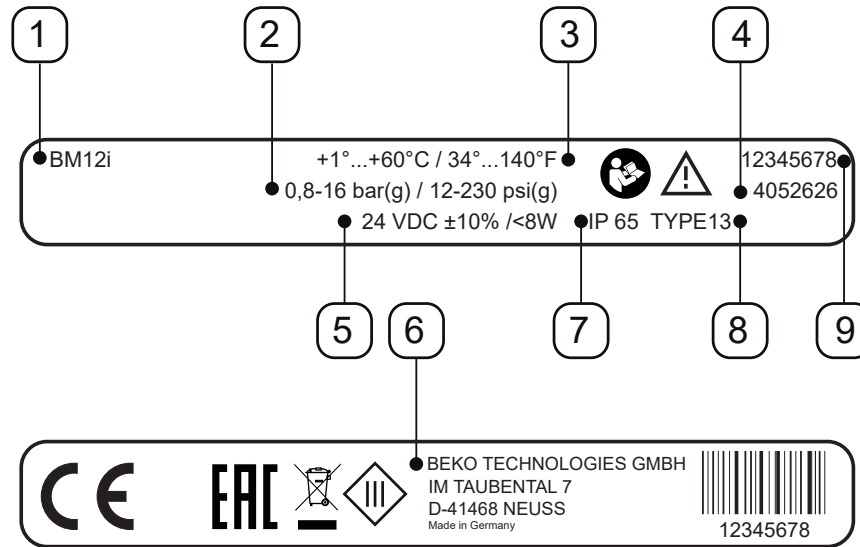 1 2 3 4
BM12i +1°...+60°C / 34°...140°F 12345678
0,8-16 bar(g) / 12-230 psi(g) 4052626
24 VDC ±10% /<8W IP 65 TYPE13
5 6 7 8 9
CE EAC III
BEKO TECHNOLOGIES GMBH
IM TAUBENTAL 7
D-41468 NEUSS
Made in Germany
12345678